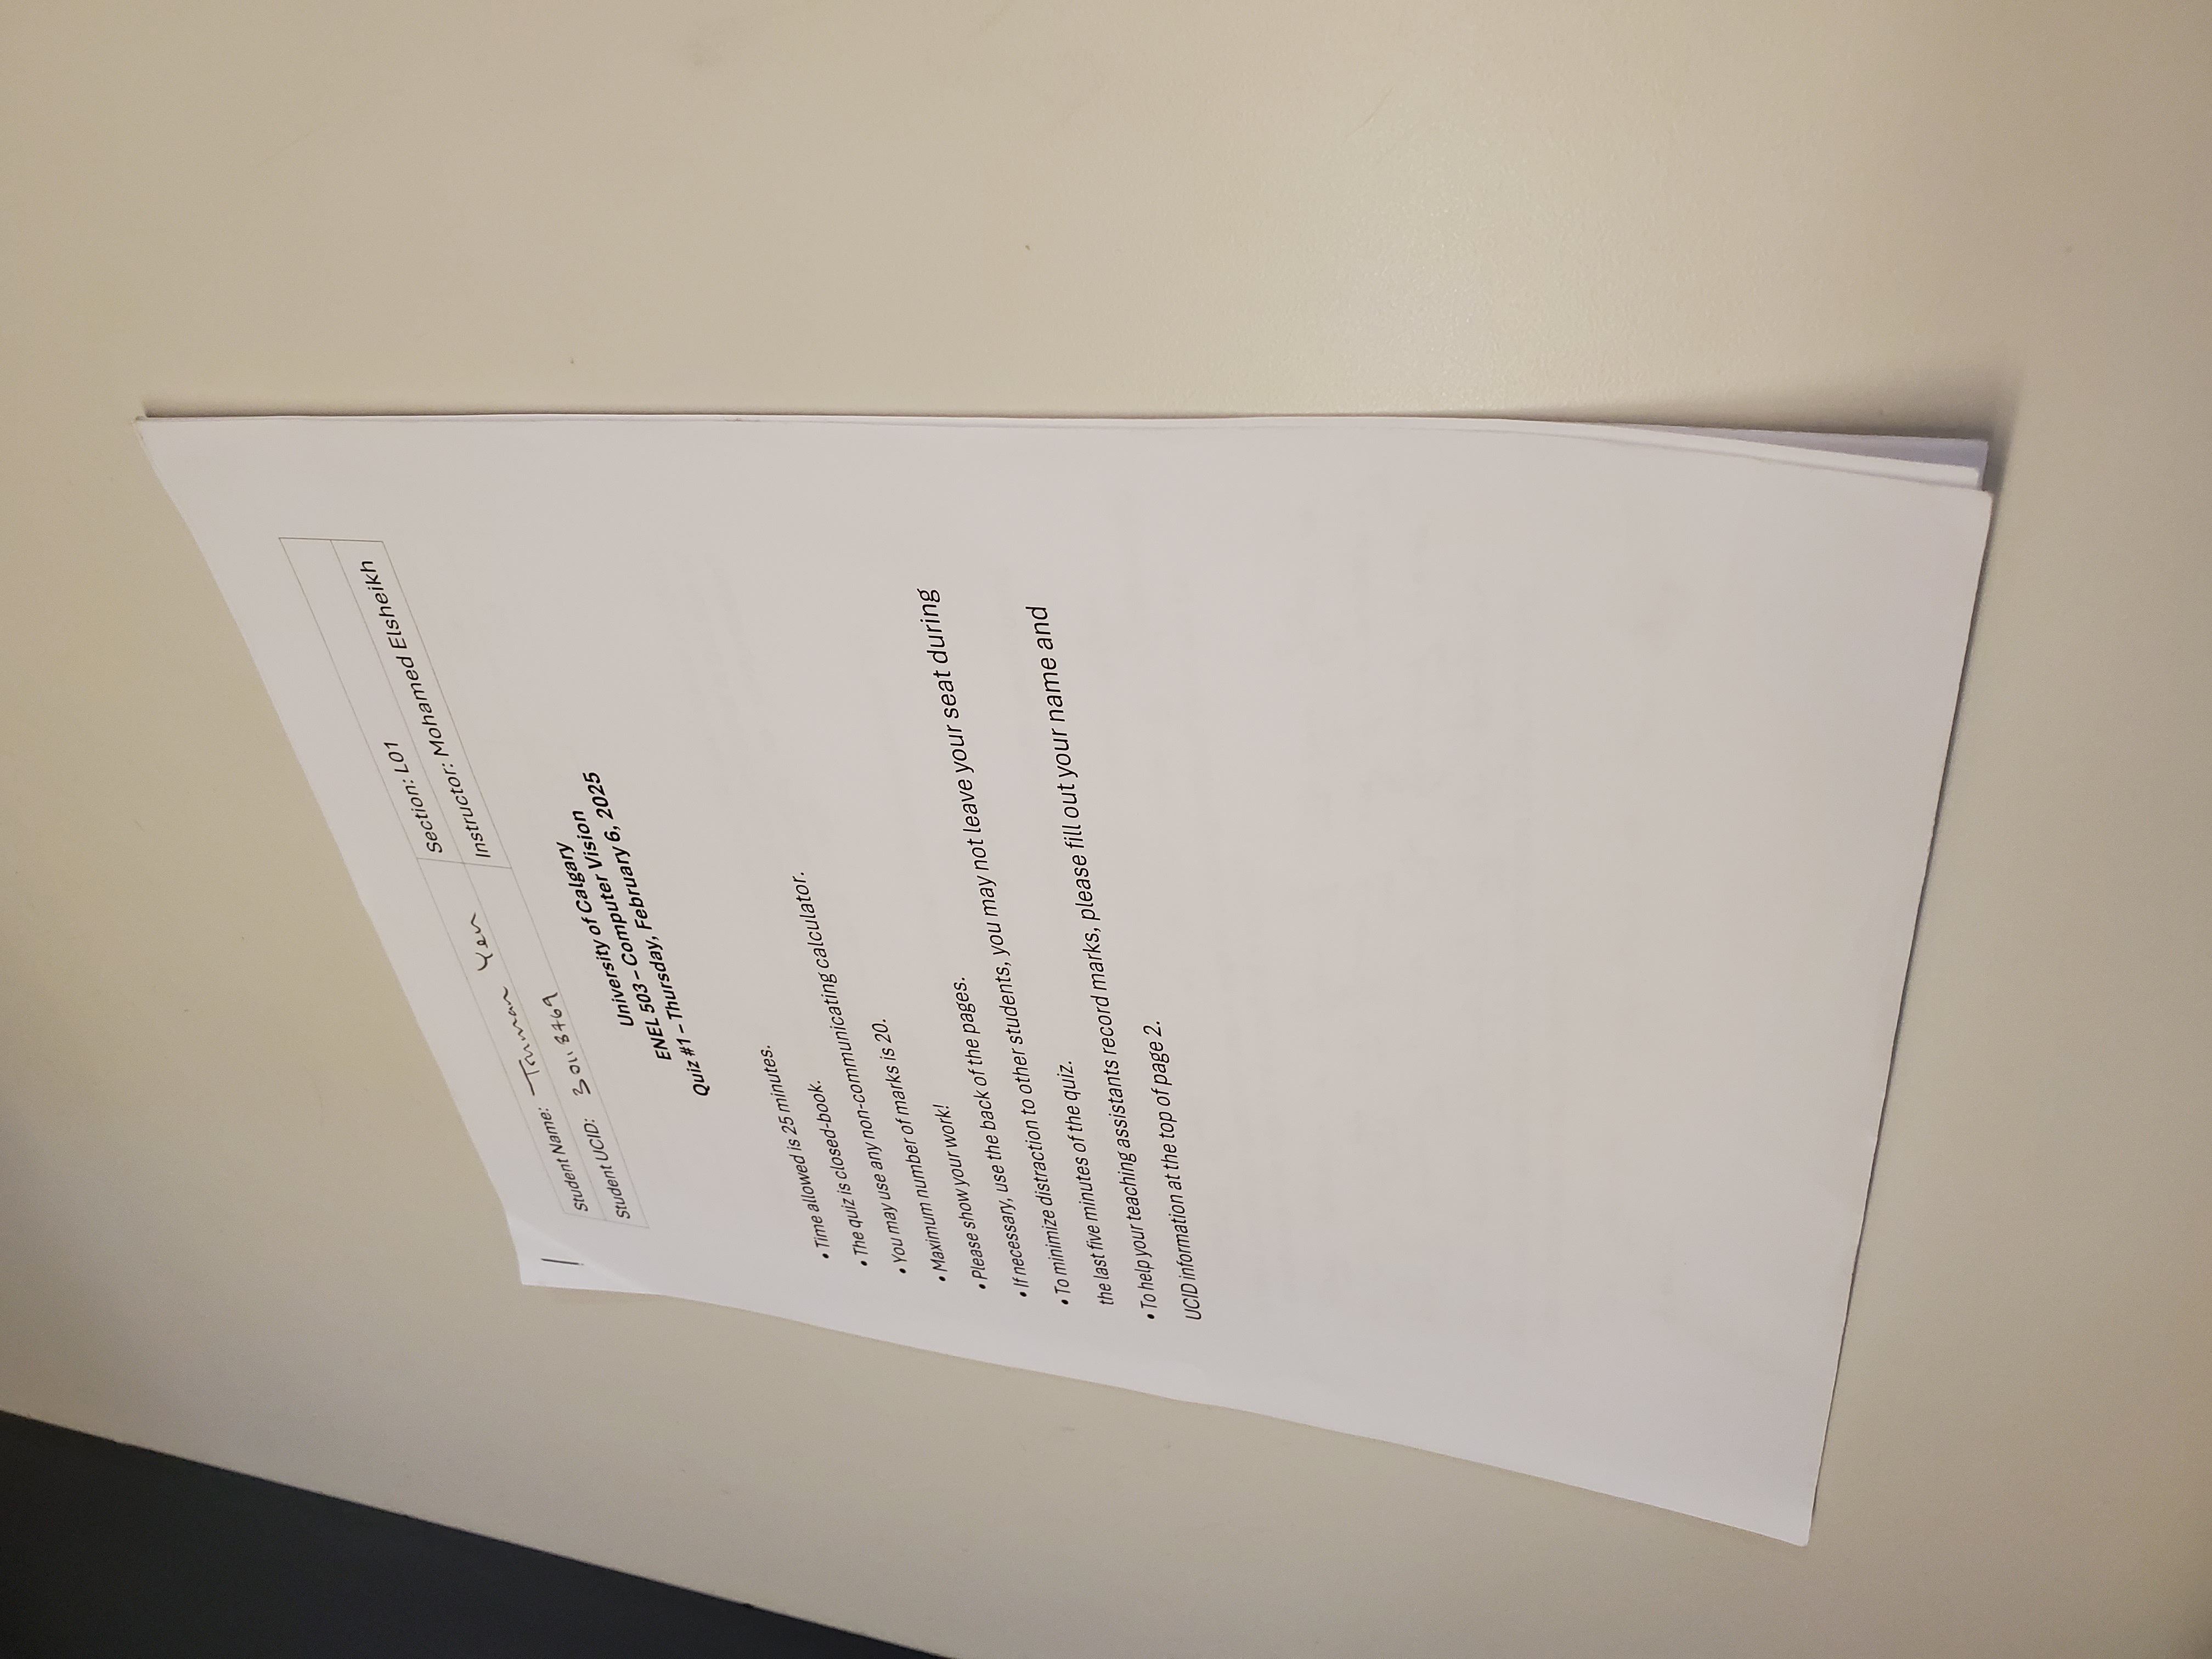 Student Name: Truman Yen
Section: L01
Student UCID: 30118769
Instructor: Mohamed Elsheikh
University of Calgary
ENEL 503 – Computer Vision
Quiz #1 – Thursday, February 6, 2025
• Time allowed is 25 minutes.
• The quiz is closed-book.
• You may use any non-communicating calculator.
• Maximum number of marks is 20.
• Please show your work!
• If necessary, use the back of the pages.
• To minimize distraction to other students, you may not leave your seat during
the last five minutes of the quiz.
• To help your teaching assistants record marks, please fill out your name and
UCID information at the top of page 2.